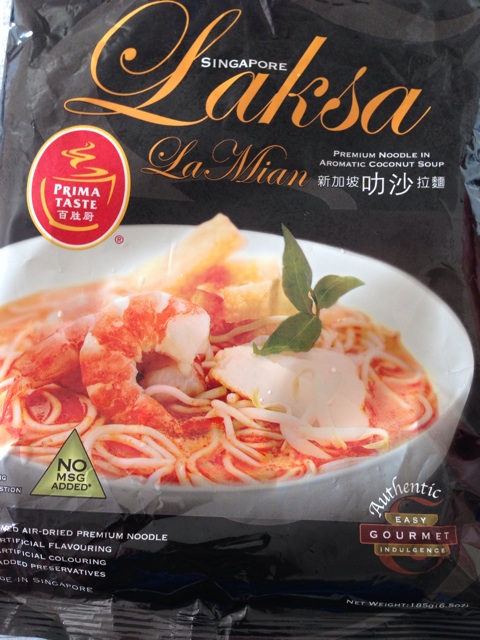 SINGAPORE
Laksa
La Mian
PREMIUM NOODLE IN
AROMATIC COCONUT SOUP
新加坡叻沙拉麵
PRIMA
TASTE
百胜厨
®
NO
MSG
ADDED*
Authentic
EASY
GOURMET
INDULGENCE
AIR-DRIED PREMIUM NOODLE
ARTIFICIAL FLAVOURING
ARTIFICIAL COLOURING
ADDED PRESERVATIVES
IN SINGAPORE
NET WEIGHT: 185g (6.5oz)